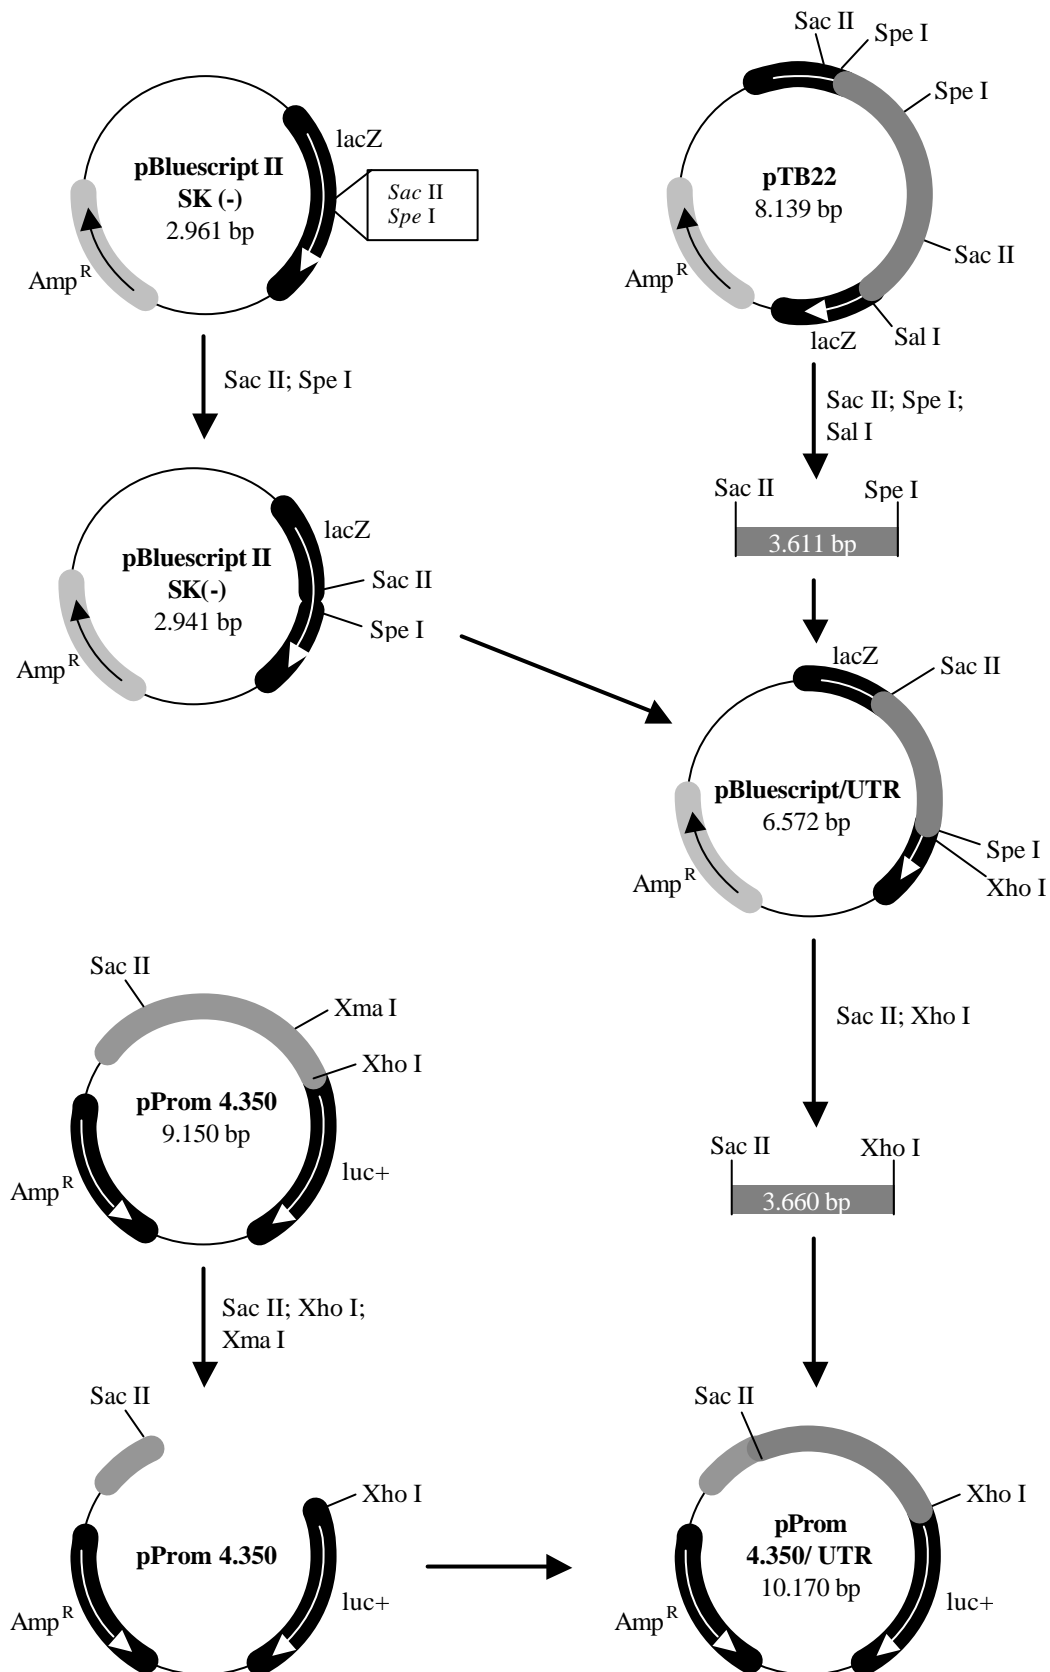 pBluescript II
SK (-)
2.961 bp
lacZ
Sac II
Spe I
Amp R
Sac II; Spe I
pBluescript II
SK(-)
2.941 bp
lacZ
Sac II
Spe I
Amp R
Sac II
Spe I
Spe I
pTB22
8.139 bp
Sac II
Sal I
lacZ
Amp R
Sac II; Spe I;
Sal I
Sac II
Spe I
3.611 bp
lacZ
Sac II
pBluescript/UTR
6.572 bp
Spe I
Xho I
Amp R
Sac II; Xho I
Sac II
Xho I
3.660 bp
Sac II
Xma I
Xho I
pProm 4.350
9.150 bp
luc+
Amp R
Sac II; Xho I;
Xma I
Sac II
Xho I
pProm 4.350
luc+
Amp R
Sac II
Xho I
pProm
4.350/ UTR
10.170 bp
luc+
Amp R